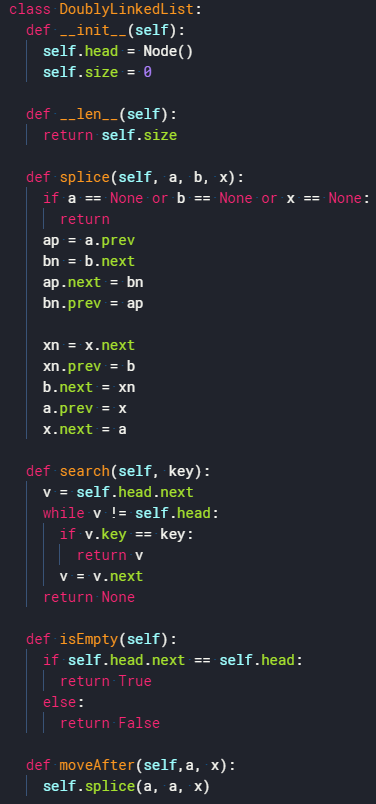 class DoublyLinkedList:
  def __init__(self):
    self.head = Node()
    self.size = 0

  def __len__(self):
    return self.size

  def splice(self, a, b, x):
    if a == None or b == None or x == None:
      return
    ap = a.prev
    bn = b.next
    ap.next = bn
    bn.prev = ap

    xn = x.next
    xn.prev = b
    b.next = xn
    a.prev = x
    x.next = a

  def search(self, key):
    v = self.head.next
    while v != self.head:
      if v.key == key:
        return v
      v = v.next
    return None

  def isEmpty(self):
    if self.head.next == self.head:
      return True
    else:
      return False

  def moveAfter(self,a, x):
    self.splice(a, a, x)